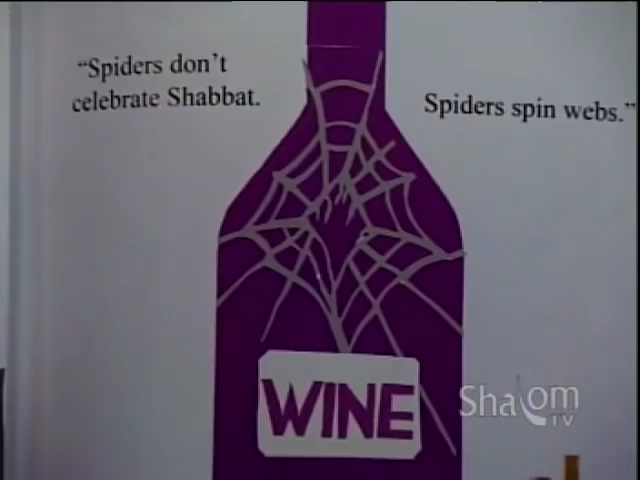 “Spiders don’t
celebrate Shabbat.
Spiders spin webs.”
WINE
Shalom
TV